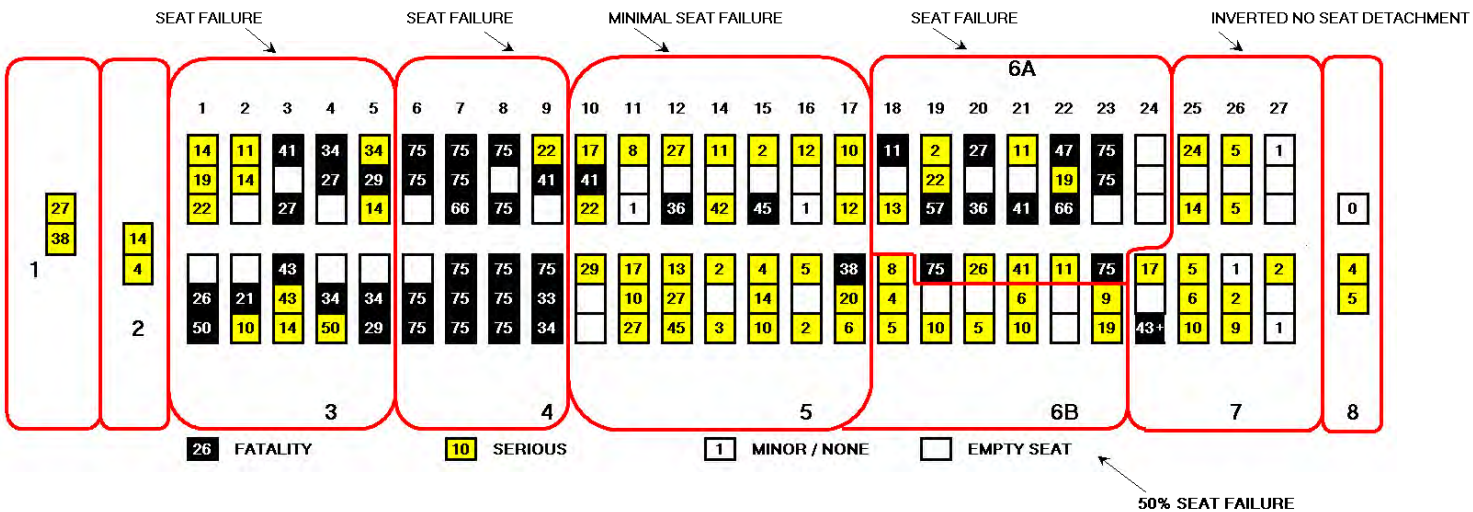 SEAT FAILURE SEAT FAILURE MINIMAL SEAT FAILURE SEAT FAILURE INVERTED NO SEAT DETACHMENT
6A
1 2 3 4 5 6 7 8 9 10 11 12 14 15 16 17 18 19 20 21 22 23 24 25 26 27
14 11 41 34 34 75 75 75 22 17 8 27 11 2 12 10 11 2 27 11 47 75 24 5 1
19 14 27 29 75 75 41 41 22 19 75
27 22 27 14 66 75 22 1 36 42 45 1 12 13 57 36 41 66 14 5 0
38 14
1 4 43 75 75 75 29 17 13 2 4 5 38 8 75 26 41 11 75 17 5 1 2 4
26 21 43 34 34 75 75 75 33 10 27 14 20 4 6 9 6 2 5
2 50 10 14 50 29 75 75 75 34 27 45 3 10 2 6 5 10 5 10 19 43+ 10 9 1
3 4 5 6B 7 8
26 FATALITY 10 SERIOUS 1 MINOR / NONE EMPTY SEAT
50% SEAT FAILURE